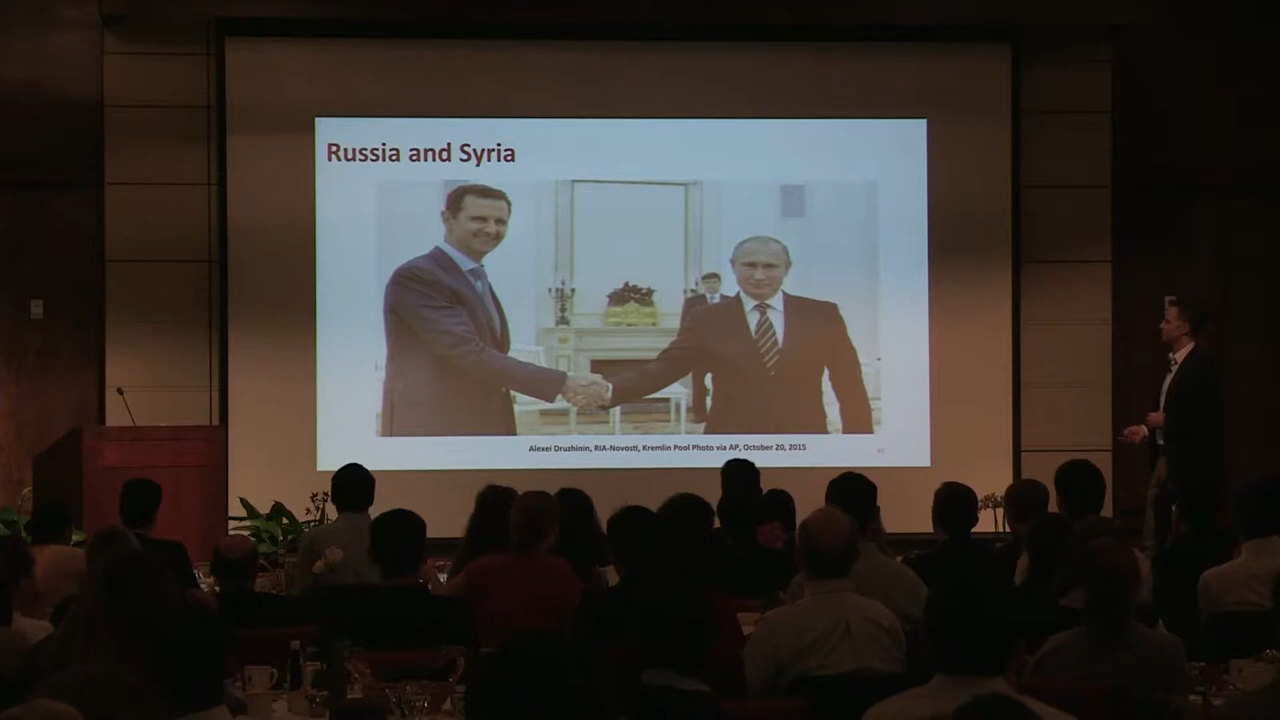 Russia and Syria
Alexei Druzhinin, RIA-Novosti, Kremlin Pool Photo via AP, October 20, 2015